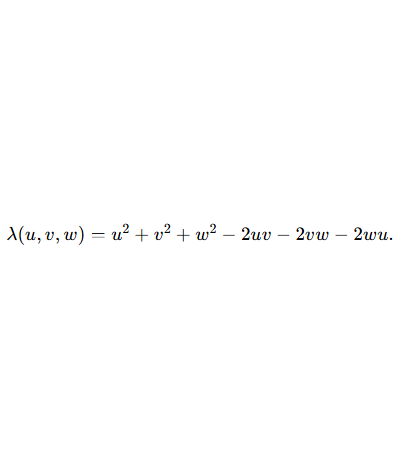 λ(u, v, w) = u² + v² + w² − 2uv − 2vw − 2wu.